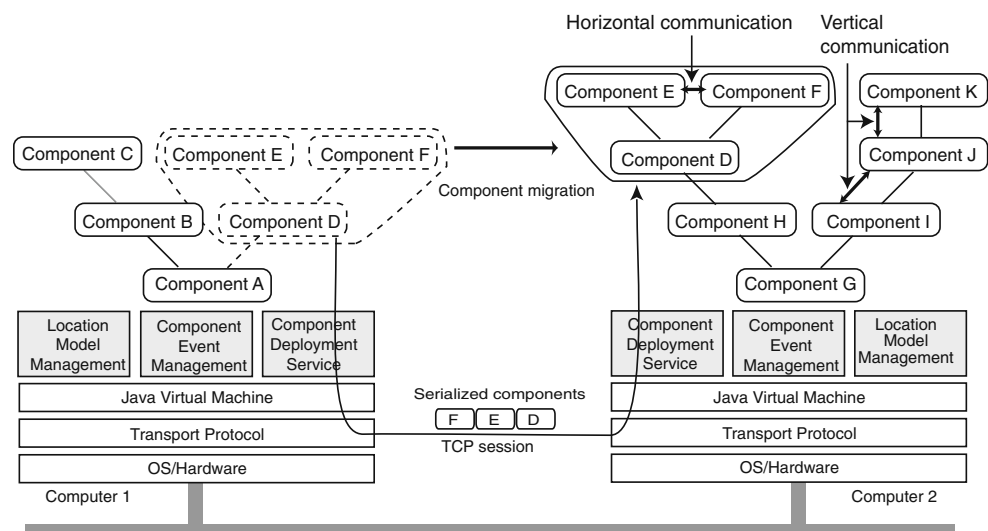 Horizontal communication
Vertical
communication
Component E
Component F
Component K
Component C
Component E
Component F
Component D
Component J
Component migration
Component B
Component D
Component H
Component I
Component A
Component G
Location
Model
Management
Component
Event
Management
Component
Deployment
Service
Component
Deployment
Service
Component
Event
Management
Location
Model
Management
Java Virtual Machine
Serialized components
Java Virtual Machine
F E D
Transport Protocol
TCP session
Transport Protocol
OS/Hardware
OS/Hardware
Computer 1
Computer 2